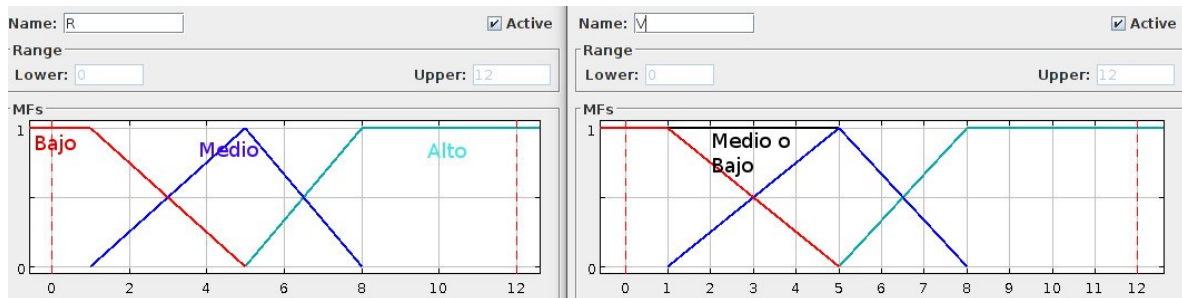 Name: R
Active
Range
Lower: 0
Upper: 12
MFs
1
Bajo
Medio
Alto
0
0 2 4 6 8 10 12
Name: V
Active
Range
Lower: 0
Upper: 12
MFs
1
Medio o
Bajo
0
0 1 2 3 4 5 6 7 8 9 10 11 12